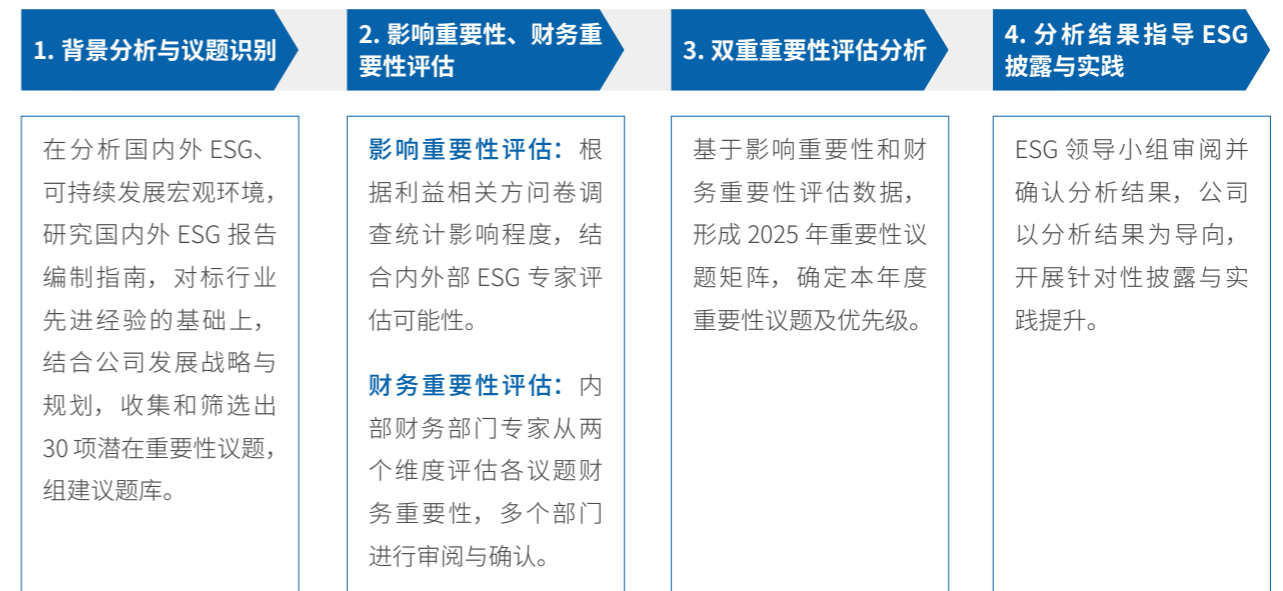 1. 背景分析与议题识别
在分析国内外 ESG、
可持续发展宏观环境，
研究国内外 ESG 报告
编制指南，对标行业
先进经验的基础上，
结合公司发展战略与
规划，收集和筛选出
30 项潜在重要性议题，
组建议题库。
2. 影响重要性、财务重
要性评估
影响重要性评估：根
据利益相关方问卷调
查统计影响程度，结
合内外部 ESG 专家评
估可能性。
财务重要性评估：内
部财务部门专家从两
个维度评估各议题财
务重要性，多个部门
进行审阅与确认。
3. 双重重要性评估分析
基于影响重要性和财
务重要性评估数据，
形成 2025 年重要性议
题矩阵，确定本年度
重要性议题及优先级。
4. 分析结果指导 ESG
披露与实践
ESG 领导小组审阅并
确认分析结果，公司
以分析结果为导向，
开展针对性披露与实
践提升。